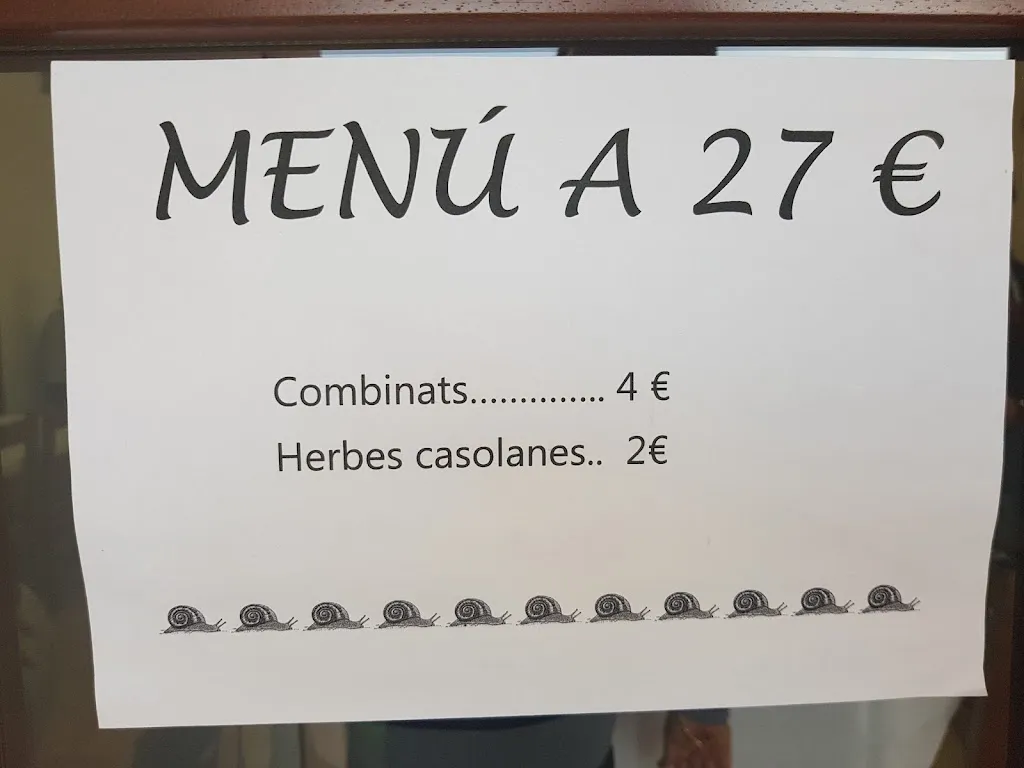 MENÚ A 27 €
Combinats.............. 4 €
Herbes casolanes.. 2€